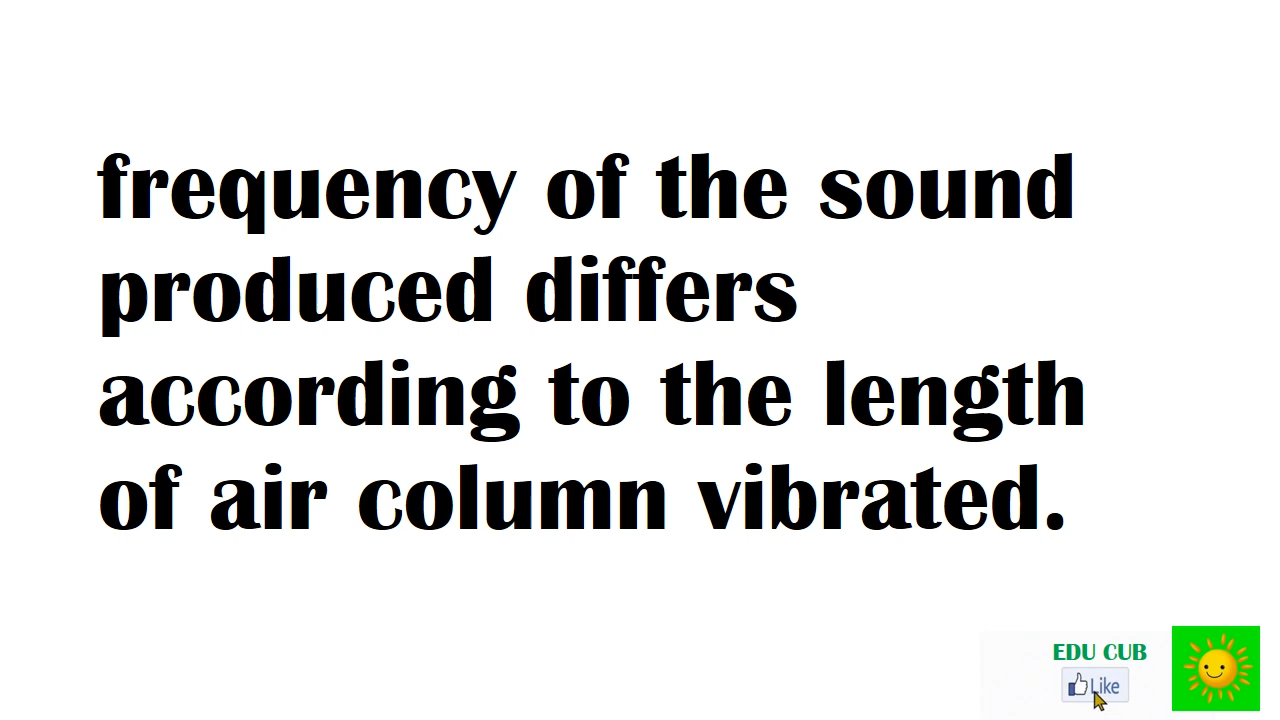 frequency of the sound
produced differs
according to the length
of air column vibrated.
EDU CUB
Like